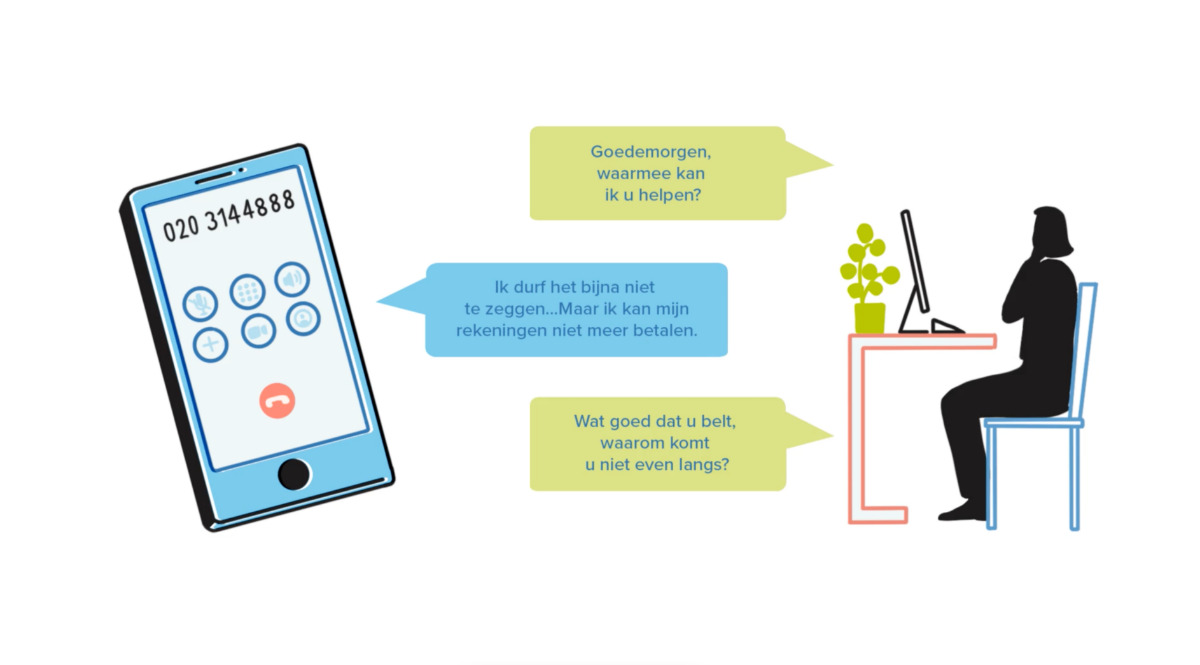 020 3144888
Goedemorgen,
waarmee kan
ik u helpen?
Ik durf het bijna niet
te zeggen...Maar ik kan mijn
rekeningen niet meer betalen.
Wat goed dat u belt,
waarom komt
u niet even langs?